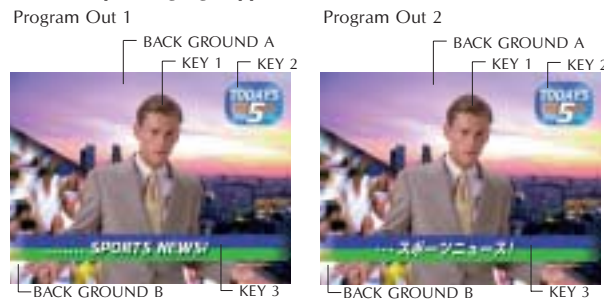 Program Out 1
BACK GROUND A
KEY 1
KEY 2
TODAY'S
5
........ SPORTS NEWS!
BACK GROUND B
KEY 3
Program Out 2
BACK GROUND A
KEY 1
KEY 2
TODAY'S
5
...スポーツニュース!
BACK GROUND B
KEY 3